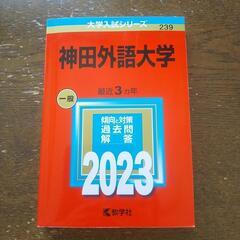 大学入試シリーズ
239
神田外語大学
最近3カ年
一般
傾向と対策
過去問
解答
2023
教学社